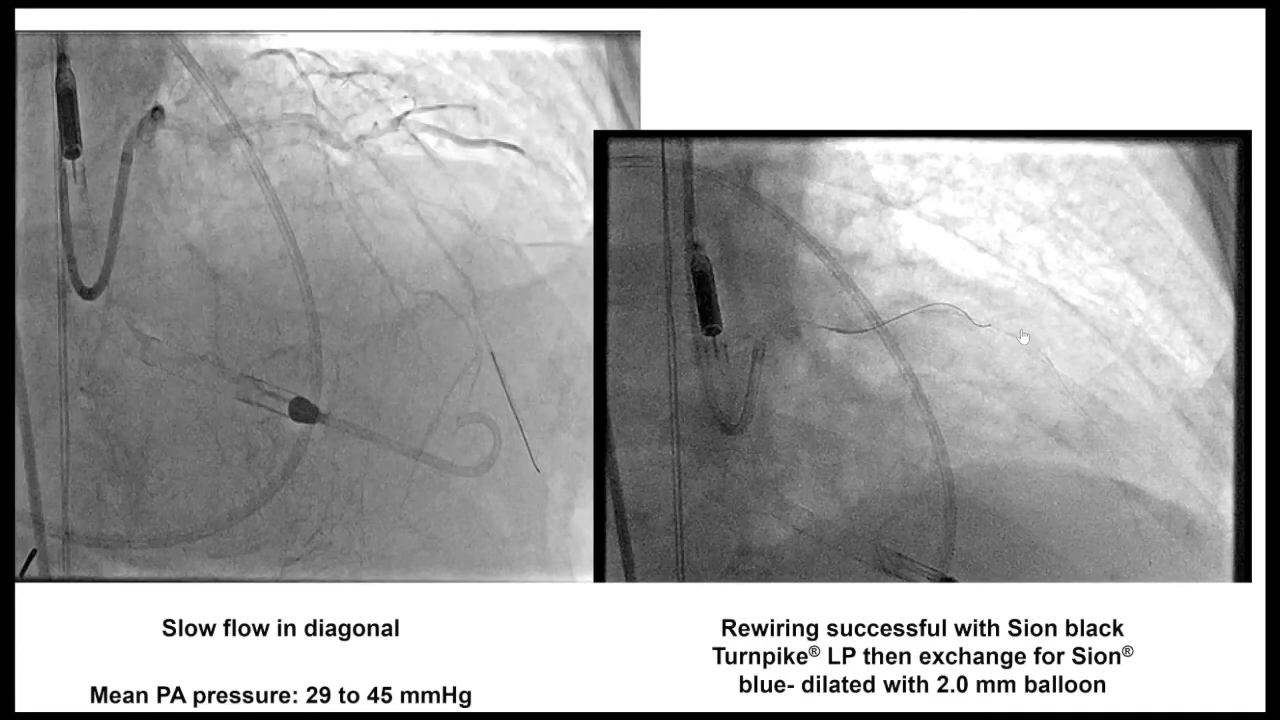 Slow flow in diagonal
Mean PA pressure: 29 to 45 mmHg
Rewiring successful with Sion black
Turnpike® LP then exchange for Sion®
blue- dilated with 2.0 mm balloon